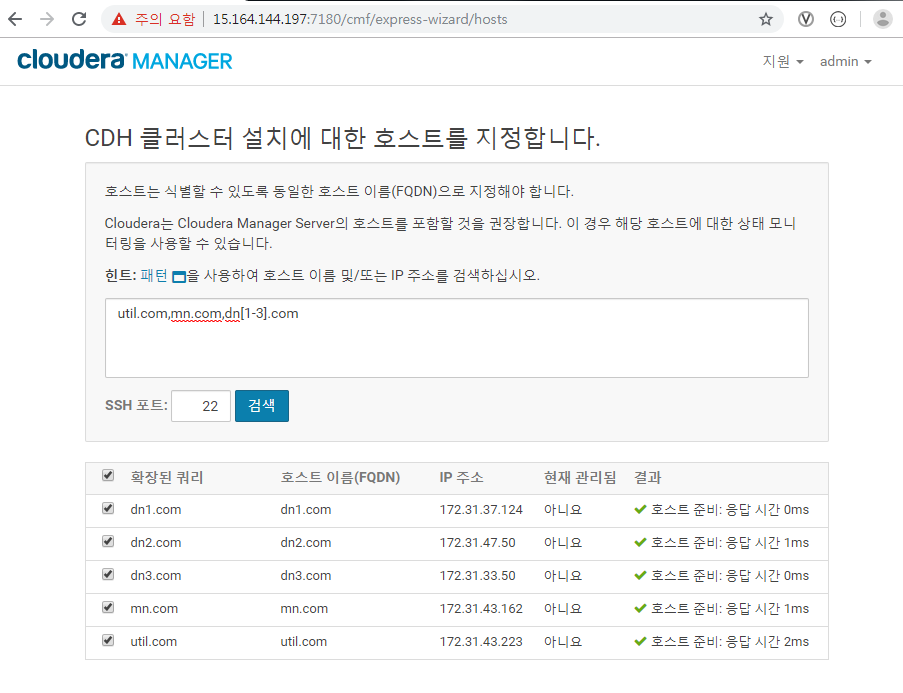 주의 요함 15.164.144.197:7180/cmf/express-wizard/hosts
cloudera MANAGER 지원 admin
CDH 클러스터 설치에 대한 호스트를 지정합니다.
호스트는 식별할 수 있도록 동일한 호스트 이름(FQDN)으로 지정해야 합니다.
Cloudera는 Cloudera Manager Server의 호스트를 포함할 것을 권장합니다. 이 경우 해당 호스트에 대한 상태 모니
터링을 사용할 수 있습니다.
힌트: 패턴 을 사용하여 호스트 이름 및/또는 IP 주소를 검색하십시오.
util.com,mn.com,dn[1-3].com
SSH 포트: 22 검색
확장된 쿼리 호스트 이름(FQDN) IP 주소 현재 관리됨 결과
dn1.com dn1.com 172.31.37.124 아니요 호스트 준비: 응답 시간 0ms
dn2.com dn2.com 172.31.47.50 아니요 호스트 준비: 응답 시간 1ms
dn3.com dn3.com 172.31.33.50 아니요 호스트 준비: 응답 시간 0ms
mn.com mn.com 172.31.43.162 아니요 호스트 준비: 응답 시간 1ms
util.com util.com 172.31.43.223 아니요 호스트 준비: 응답 시간 2ms